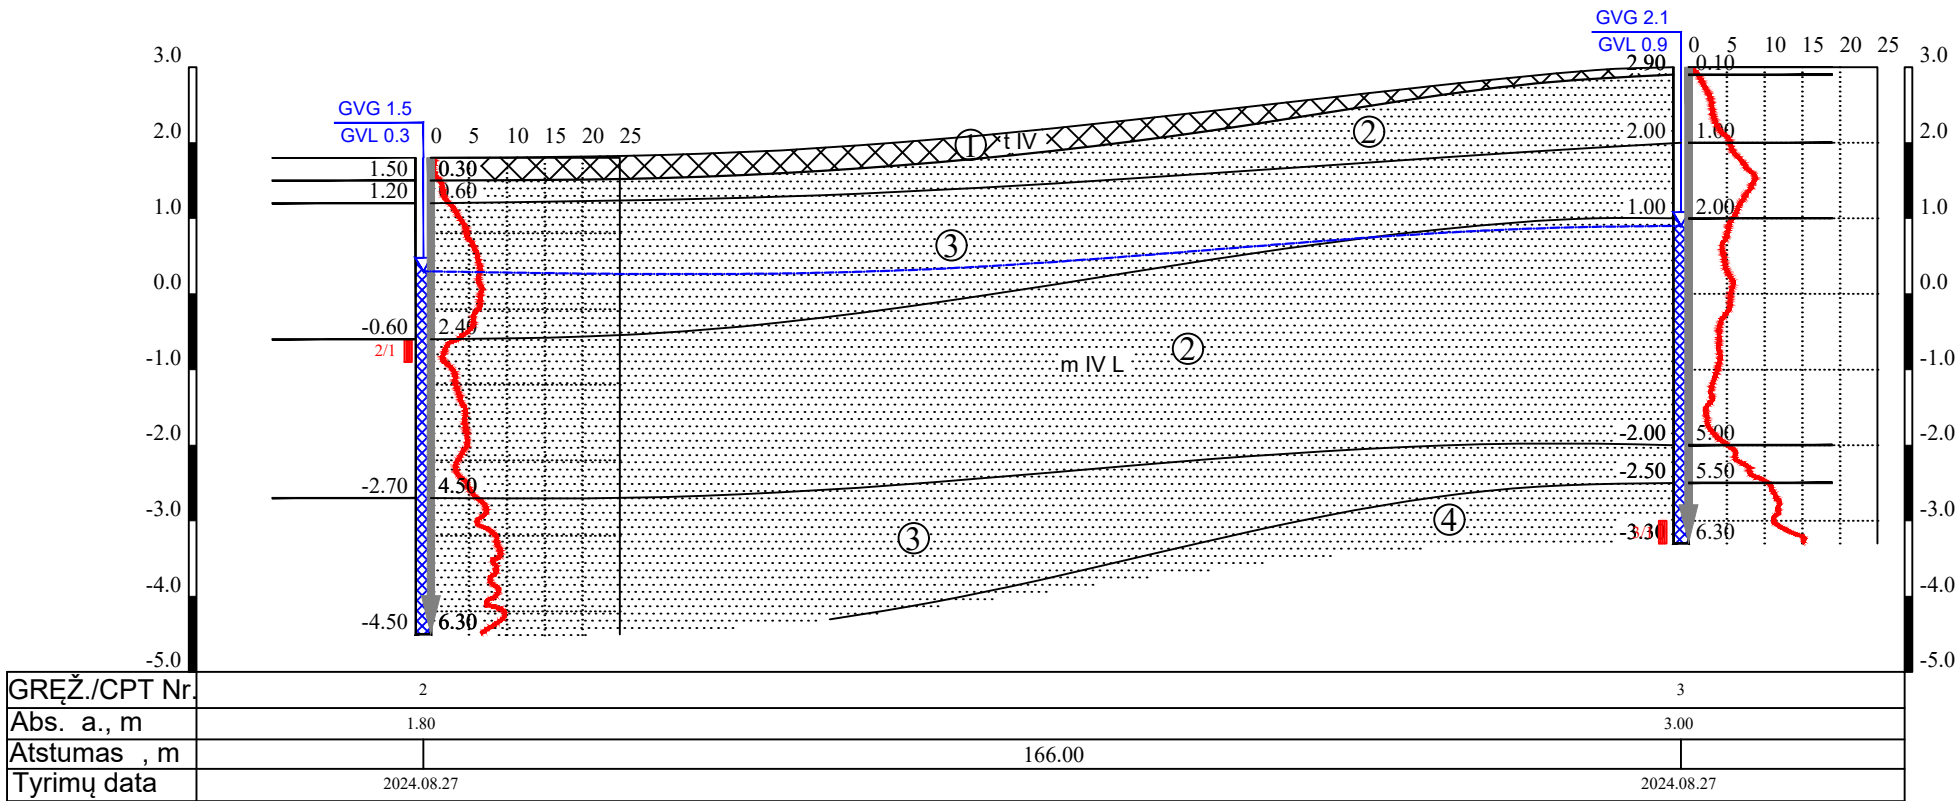 GVG 2.1
GVL 0.9
0 5 10 15 20 25
3.0
2.90 0.10
3.0
GVG 1.5
GVL 0.3
0 5 10 15 20 25
2.0
① t IV
②
2.00 1.00
2.0
1.50 0.30
1.20 0.60
1.0
③
1.00 2.00
1.0
0.0
0.0
-0.60 2.40
2/1
-1.0
m IV L
②
-1.0
-2.0
-2.00 5.00
-2.0
-2.70 4.50
-2.50 5.50
-3.0
③
④
-3.30 6.30
-3.0
-4.0
-4.0
-4.50 6.30
-5.0
-5.0
GRĘŽ./CPT Nr. 2 3
Abs. a., m 1.80 3.00
Atstumas , m 166.00
Tyrimų data 2024.08.27 2024.08.27